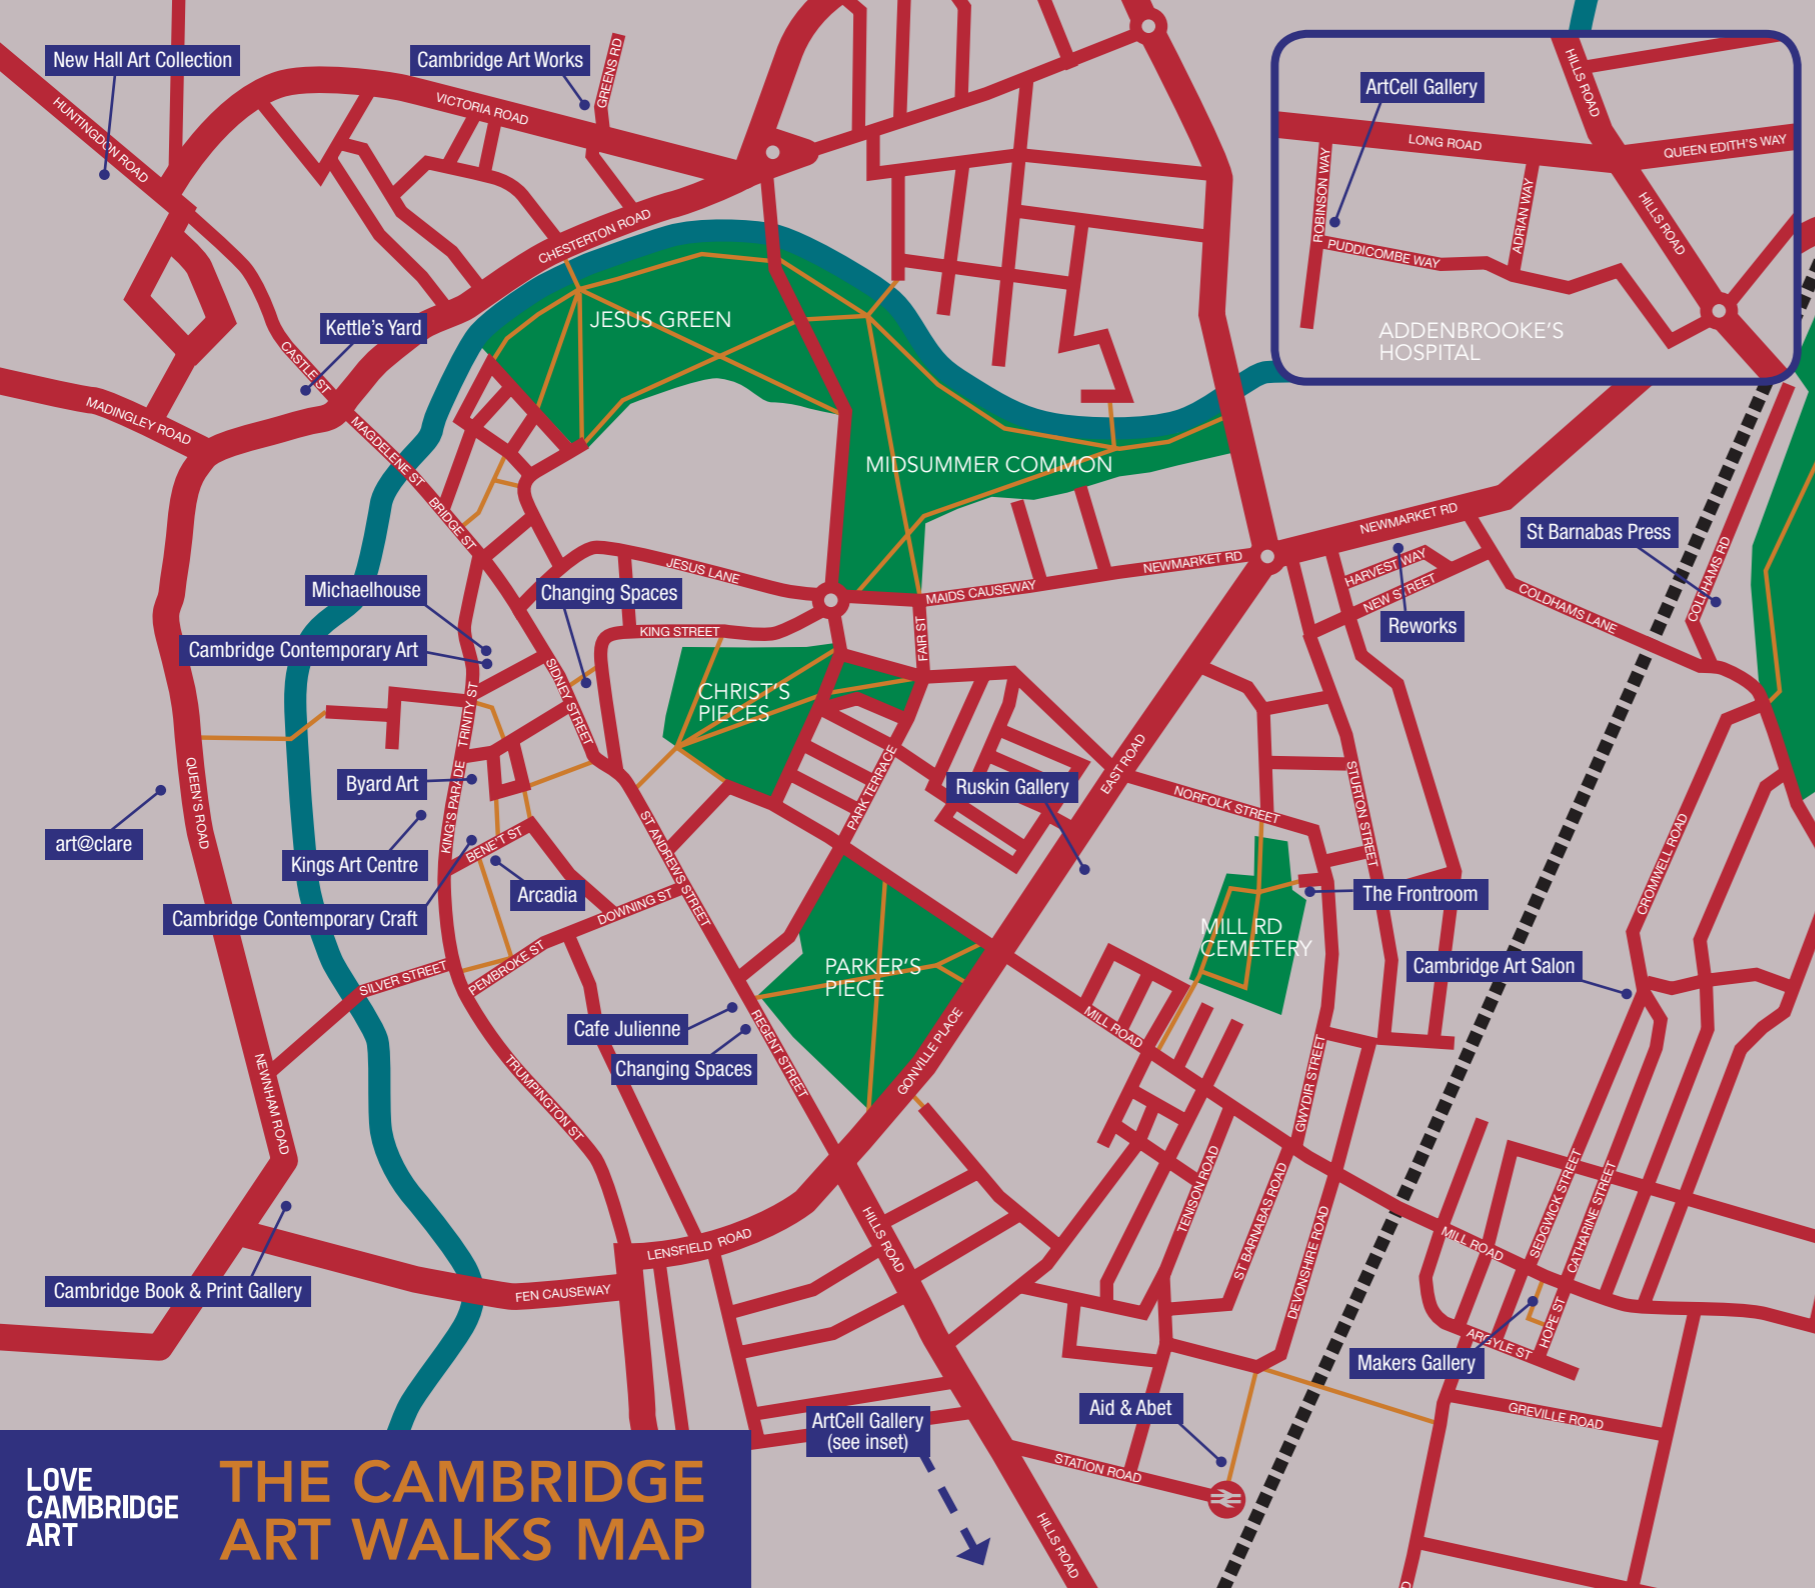 New Hall Art Collection
Cambridge Art Works
GREENS RD
VICTORIA ROAD
HUNTINGDON ROAD
CHESTERTON ROAD
HILLS ROAD
ArtCell Gallery
LONG ROAD
QUEEN EDITH'S WAY
ROBINSON WAY
ADRIAN WAY
HILLS ROAD
PUDDICOMBE WAY
ADDENBROOKE'S
HOSPITAL
Kettle's Yard
JESUS GREEN
CASTLE ST
MADINGLEY ROAD
MAGDELENE ST
MIDSUMMER COMMON
BRIDGE ST
NEWMARKET RD
St Barnabas Press
JESUS LANE
NEWMARKET RD
HARVEST WAY
COLDHAMS RD
Michaelhouse
Changing Spaces
MAIDS CAUSEWAY
NEW STREET
COLDHAMS LANE
Reworks
KING STREET
FAIR ST
Cambridge Contemporary Art
SIDNEY STREET
CHRIST'S
PIECES
TRINITY ST
QUEEN'S ROAD
Byard Art
KING'S PARADE
PARK TERRACE
Ruskin Gallery
EAST ROAD
NORFOLK STREET
STURTON STREET
art@clare
Kings Art Centre
BENE'T ST
ST ANDREWS STREET
CROMWELL ROAD
Arcadia
The Frontroom
Cambridge Contemporary Craft
DOWNING ST
MILL RD
CEMETERY
PARKER'S
PIECE
SILVER STREET
PEMBROKE ST
Cambridge Art Salon
Cafe Julienne
Changing Spaces
REGENT STREET
GONVILLE PLACE
MILL ROAD
NEWNHAM ROAD
TRUMPINGTON ST
GWYDIR STREET
TENISON ROAD
ST BARNABAS ROAD
DEVONSHIRE ROAD
SEDGWICK STREET
CATHARINE STREET
MILL ROAD
HILLS ROAD
LENSFIELD ROAD
Cambridge Book & Print Gallery
FEN CAUSEWAY
HOPE ST
ARGYLE ST
Makers Gallery
Aid & Abet
ArtCell Gallery
(see inset)
GREVILLE ROAD
STATION ROAD
HILLS ROAD
LOVE
CAMBRIDGE
ART
THE CAMBRIDGE
ART WALKS MAP